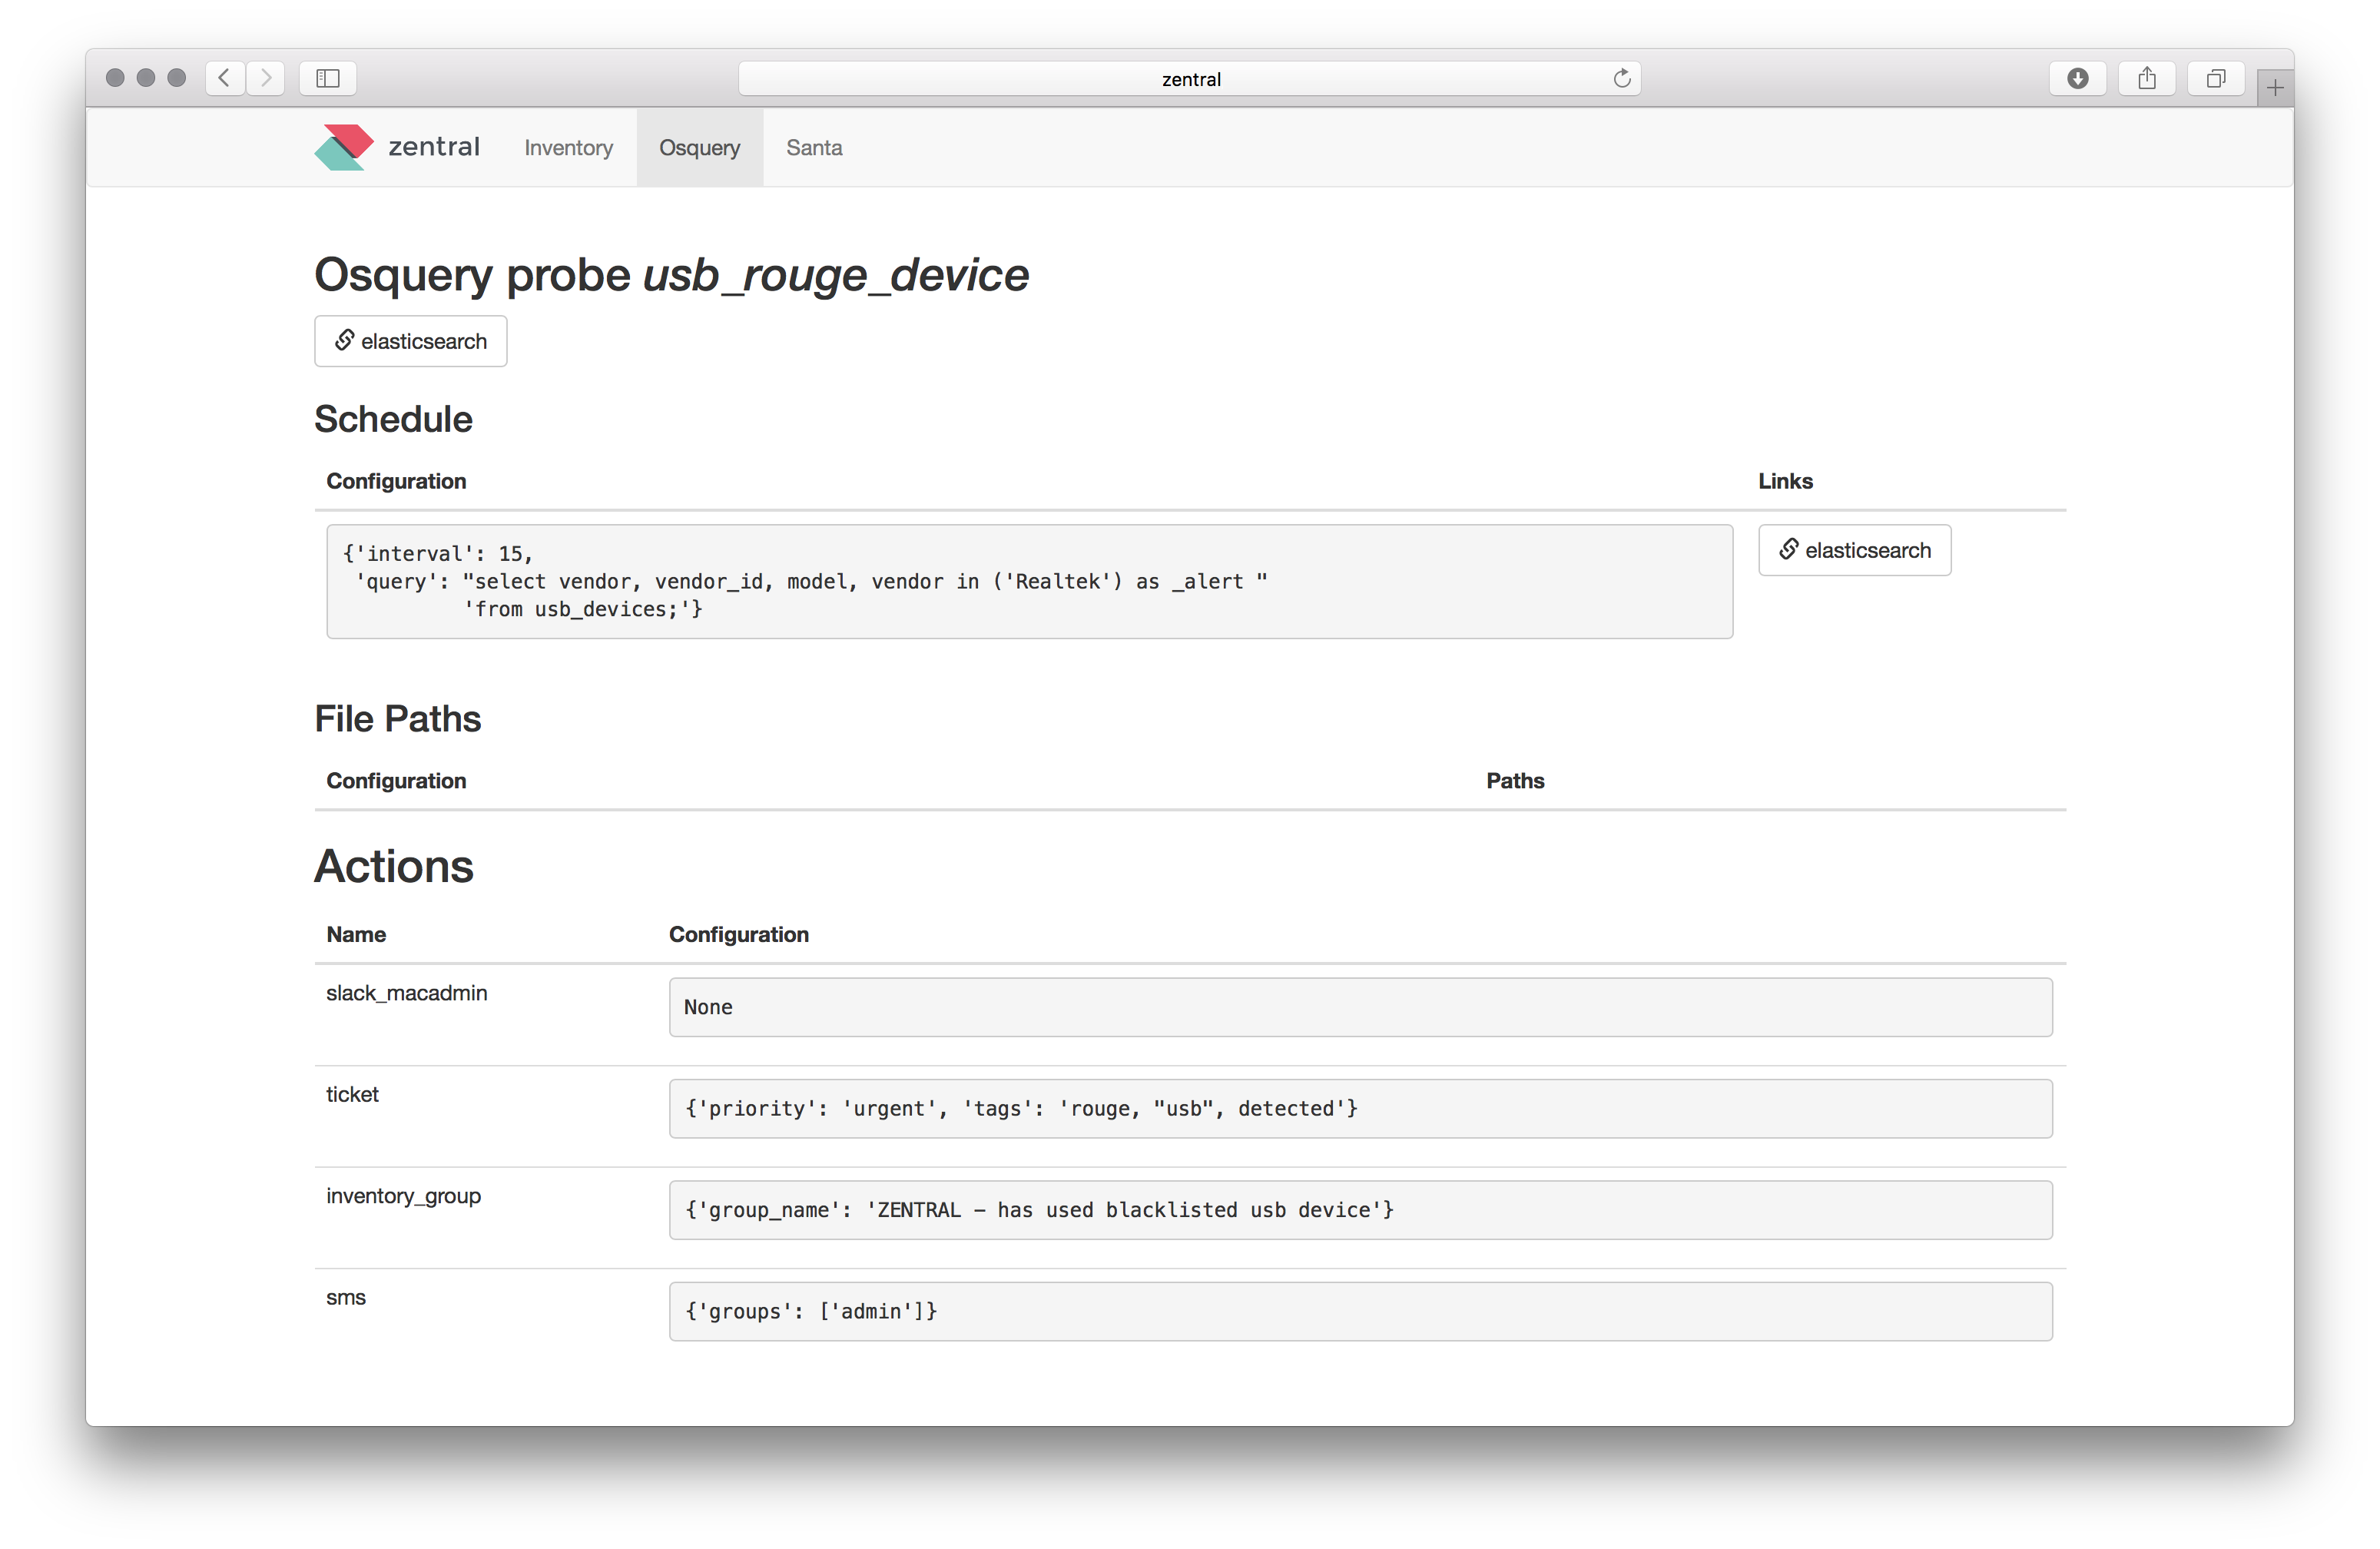 zentral
zentral Inventory Osquery Santa
Osquery probe usb_rouge_device
elasticsearch
Schedule
Configuration Links
{'interval': 15,
'query': "select vendor, vendor_id, model, vendor in ('Realtek') as _alert "
'from usb_devices;'}
elasticsearch
File Paths
Configuration Paths
Actions
Name Configuration
slack_macadmin
None
ticket
{'priority': 'urgent', 'tags': 'rouge, "usb", detected'}
inventory_group
{'group_name': 'ZENTRAL – has used blacklisted usb device'}
sms
{'groups': ['admin']}